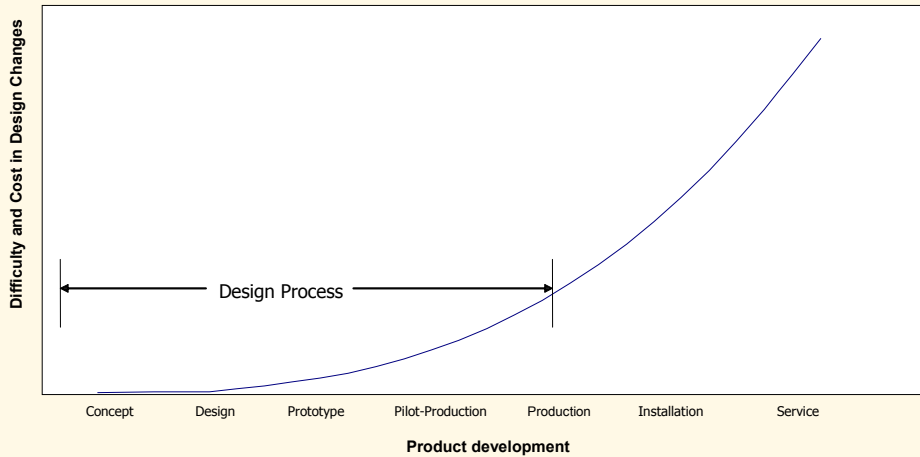 Difficulty and Cost in Design Changes
Design Process
Concept Design Prototype Pilot-Production Production Installation Service
Product development